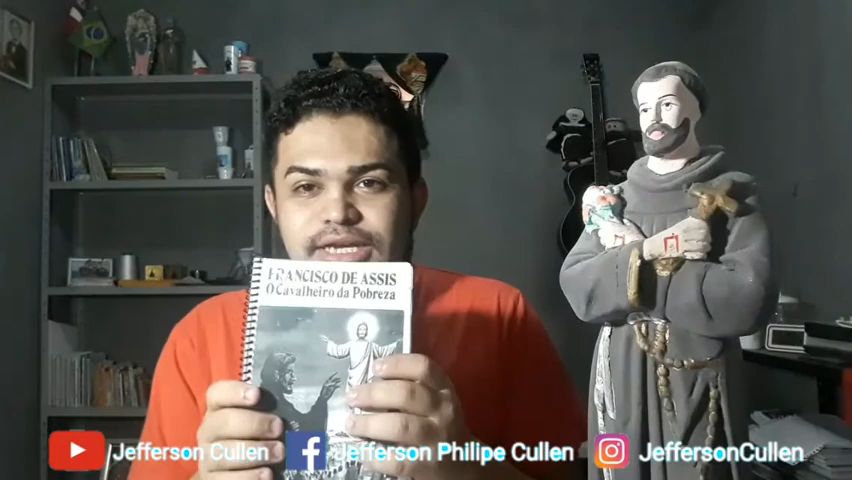 FRANCISCO DE ASSIS
O Cavalheiro da Pobreza
/Jefferson Cullen Jefferson Philipe Cullen /JeffersonCullen